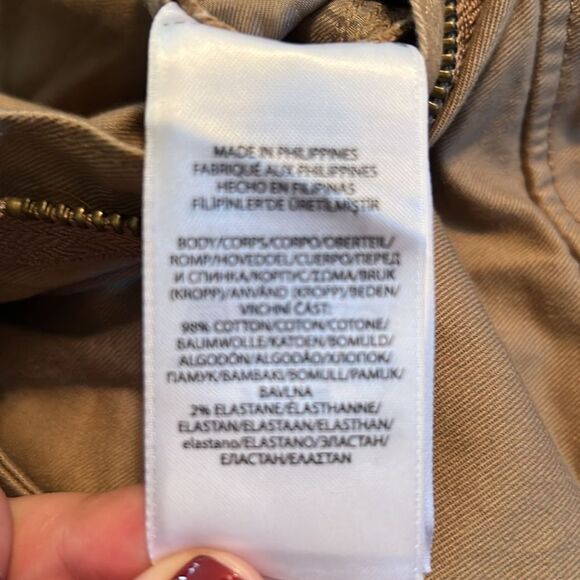 MADE IN PHILIPPINES
FABRIQUÉ AUX PHILIPPINES
HECHO EN FILIPINAS
FİLİPİNLER'DE ÜRETİLMİŞTİR
BODY/CORPS/CORPO/OBERTEIL/
ROMP/HOVEDDEL/CUERPO/ПЕРЕД
И СПИНКА/КОРПУС/ΣΩΜΑ/BRUK
(KROPP)/ANVÄND (KROPP)/BEDEN/
VRCHNÍ ČÁST:
98% COTTON/COTON/COTONE/
BAUMWOLLE/KATOEN/BOMULD/
ALGODÓN/ALGODÃO/ХЛОПОК/
ПАМУК/ΒΑΜΒΑΚΙ/BOMULL/PAMUK/
BAVLNA
2% ELASTANE/ÉLASTHANNE/
ELASTAN/ELASTAAN/ELASTHAN/
elastano/ELASTANO/ЭЛАСТАН/
ЕЛАСТАН/ΕΛΑΣΤΑΝ